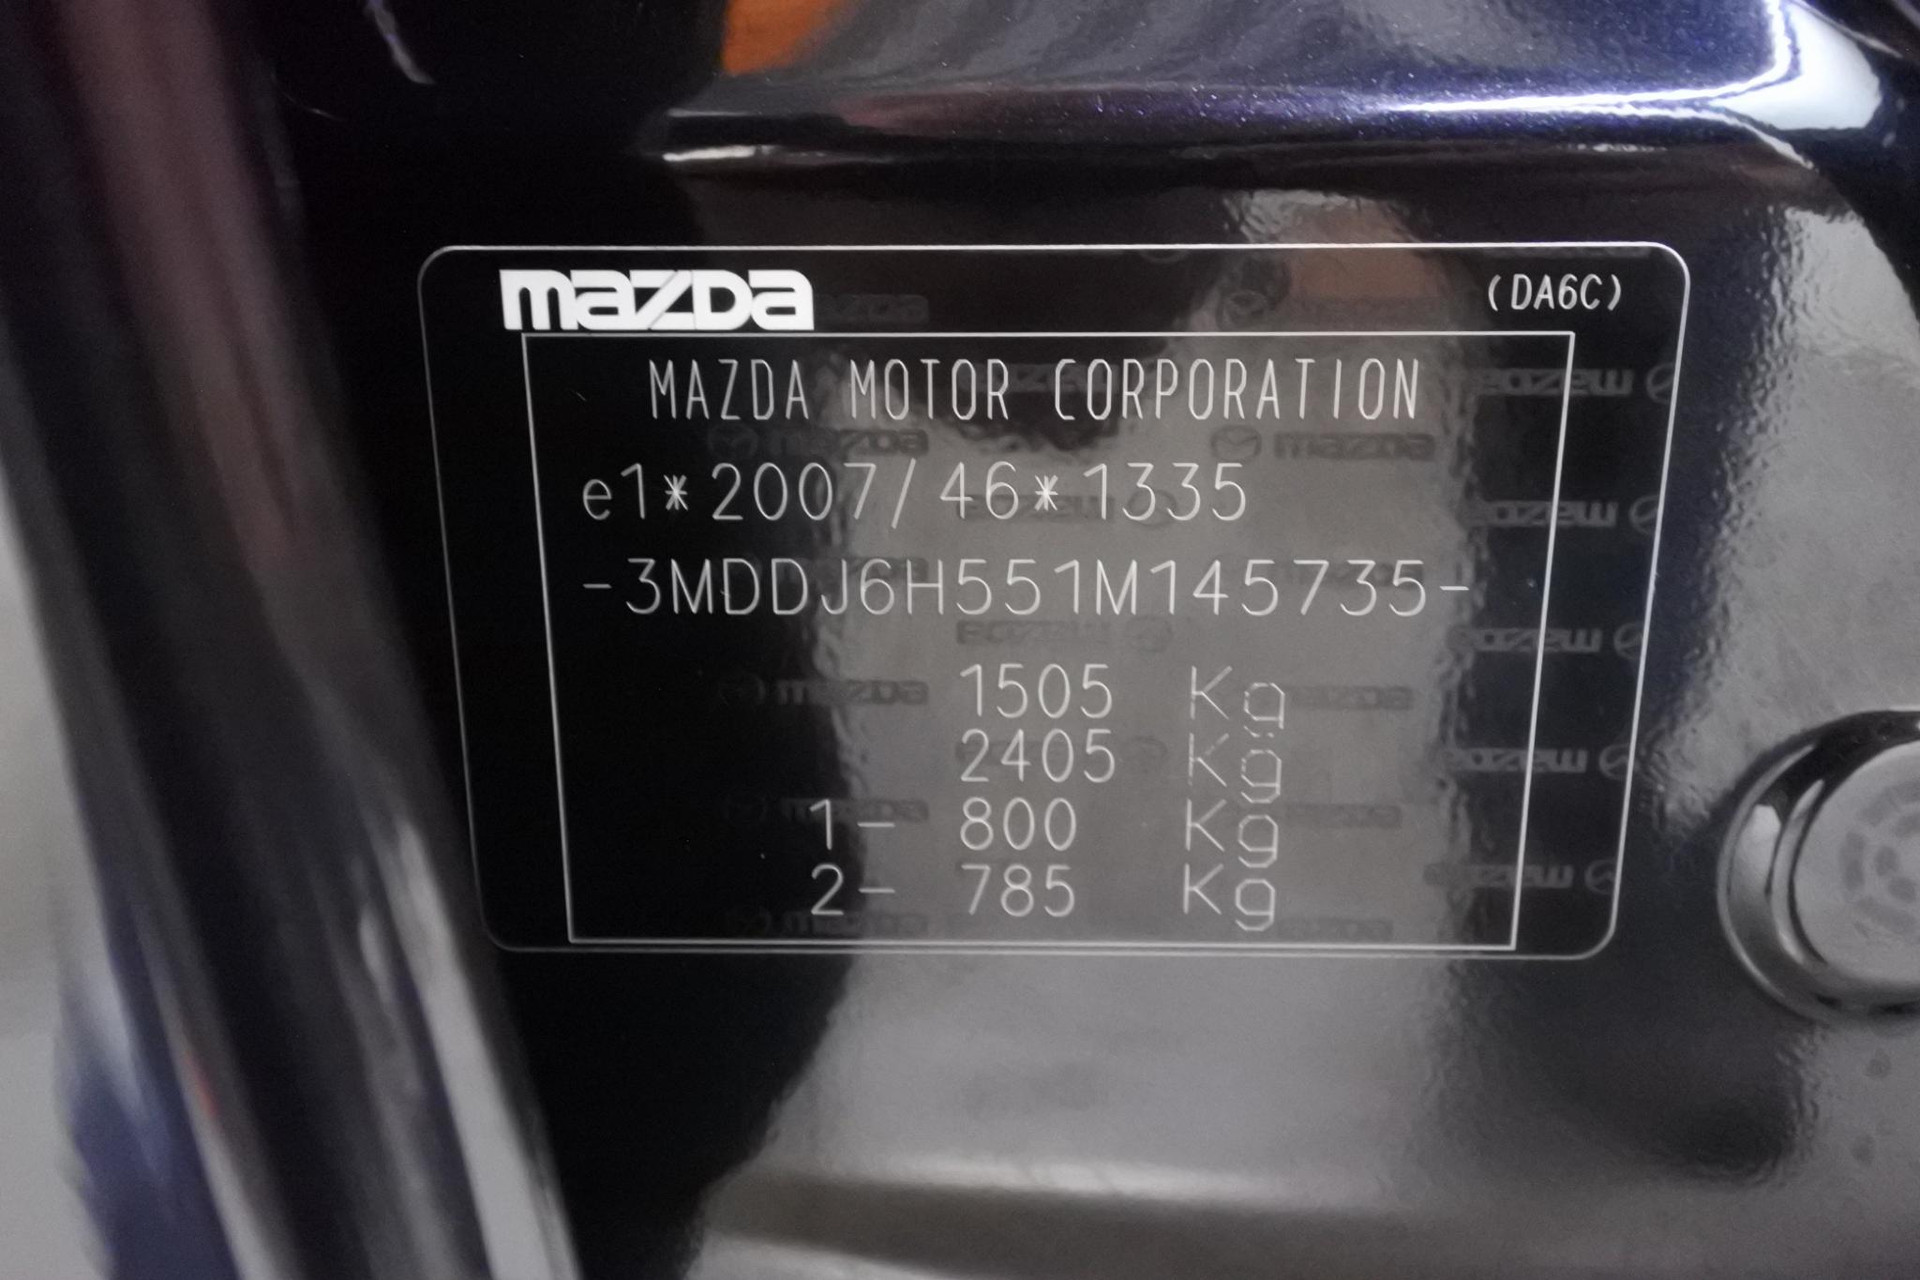 mazda
(DA6C)
MAZDA MOTOR CORPORATION
e1*2007/46*1335
-3MDDJ6H551M145735-
1505 Kg
2405 Kg
1- 800 Kg
2- 785 Kg